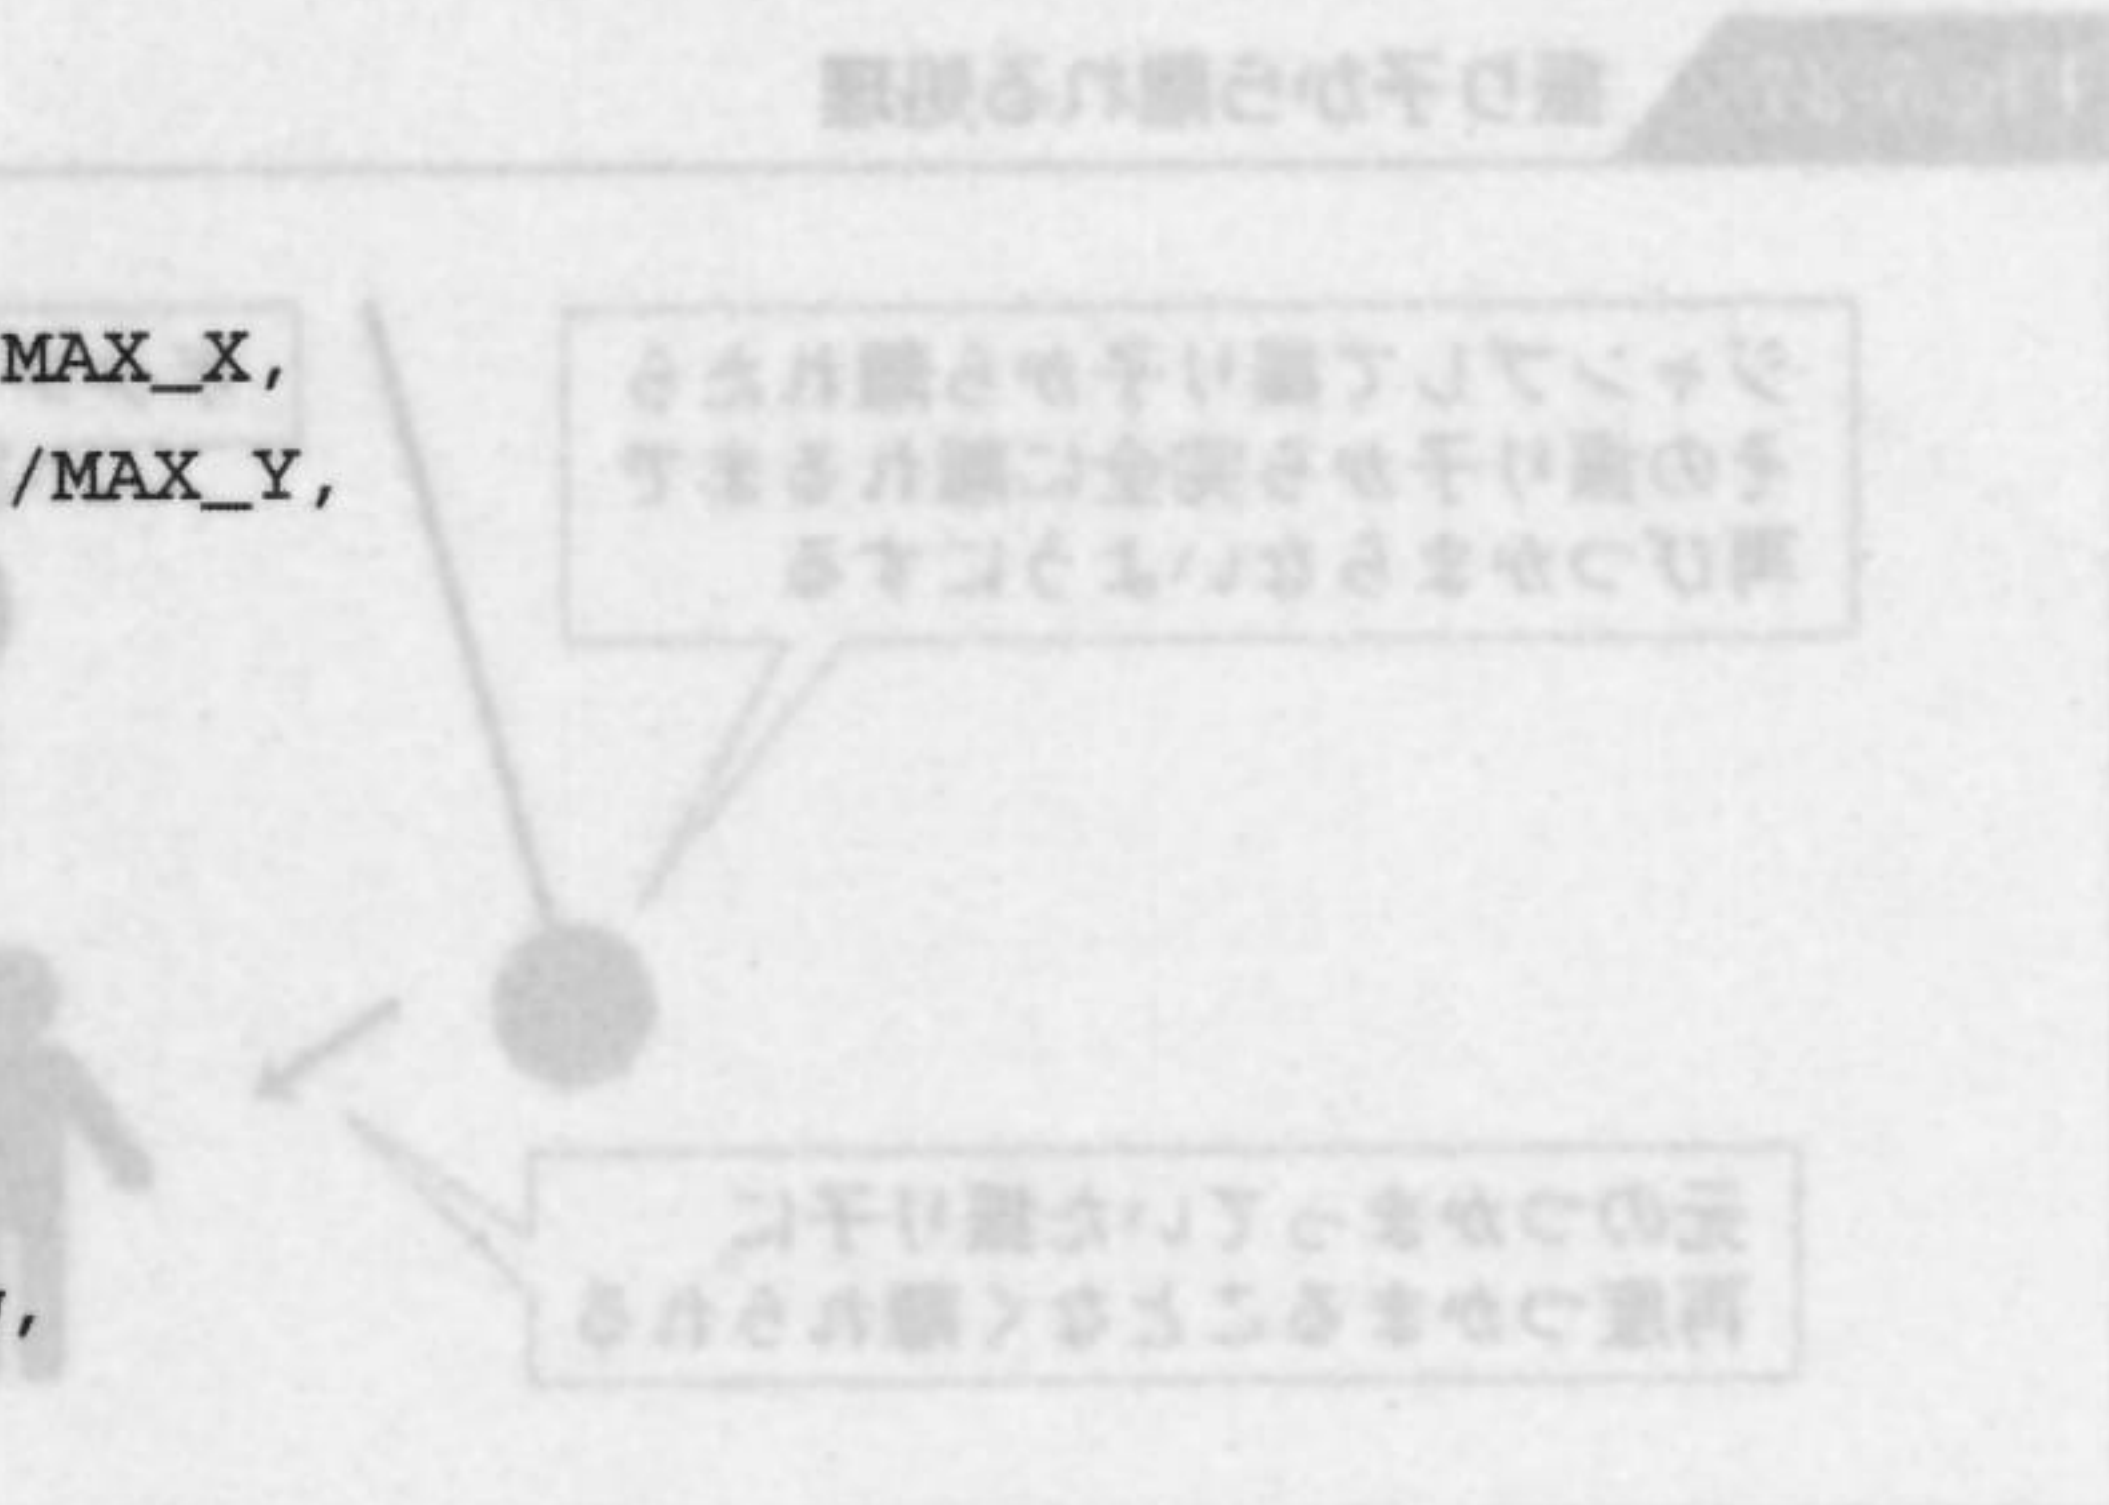 振り子から離れる処理
MAX_X,
/MAX_Y,
ジャンプして振り子から離れたら
その振り子から完全に離れるまで
再びつかまらないようにする
元のつかまっていた振り子に
再度つかまることなく離れられる
,